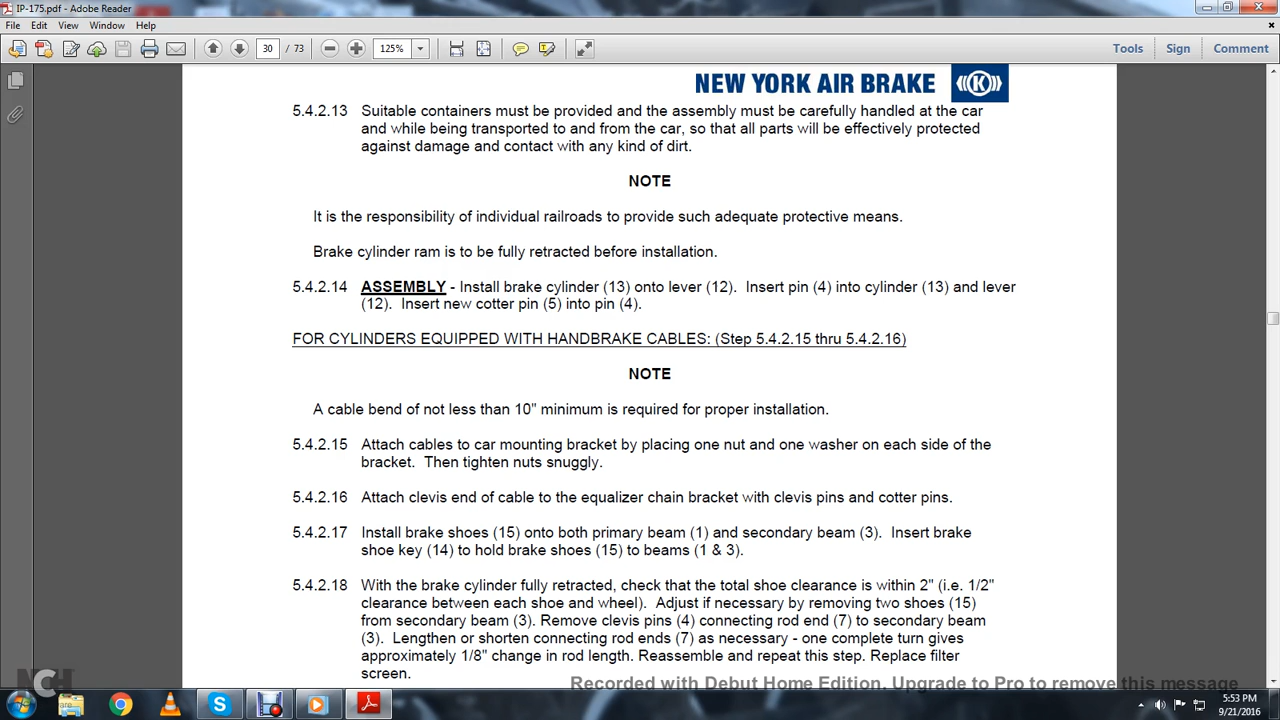 IP-175.pdf - Adobe Reader
File Edit View Window Help
30 / 73 125% Tools Sign Comment
NEW YORK AIR BRAKE
5.4.2.13 Suitable containers must be provided and the assembly must be carefully handled at the car
and while being transported to and from the car, so that all parts will be effectively protected
against damage and contact with any kind of dirt.
NOTE
It is the responsibility of individual railroads to provide such adequate protective means.
Brake cylinder ram is to be fully retracted before installation.
5.4.2.14 ASSEMBLY - Install brake cylinder (13) onto lever (12). Insert pin (4) into cylinder (13) and lever
(12). Insert new cotter pin (5) into pin (4).
FOR CYLINDERS EQUIPPED WITH HANDBRAKE CABLES: (Step 5.4.2.15 thru 5.4.2.16)
NOTE
A cable bend of not less than 10" minimum is required for proper installation.
5.4.2.15 Attach cables to car mounting bracket by placing one nut and one washer on each side of the
bracket. Then tighten nuts snuggly.
5.4.2.16 Attach clevis end of cable to the equalizer chain bracket with clevis pins and cotter pins.
5.4.2.17 Install brake shoes (15) onto both primary beam (1) and secondary beam (3). Insert brake
shoe key (14) to hold brake shoes (15) to beams (1 & 3).
5.4.2.18 With the brake cylinder fully retracted, check that the total shoe clearance is within 2" (i.e. 1/2"
clearance between each shoe and wheel). Adjust if necessary by removing two shoes (15)
from secondary beam (3). Remove clevis pins (4) connecting rod end (7) to secondary beam
(3). Lengthen or shorten connecting rod ends (7) as necessary - one complete turn gives
approximately 1/8" change in rod length. Reassemble and repeat this step. Replace filter
screen.
NCH
Recorded with Debut Home Edition. Upgrade to Pro to remove this message
5:53 PM
9/21/2016